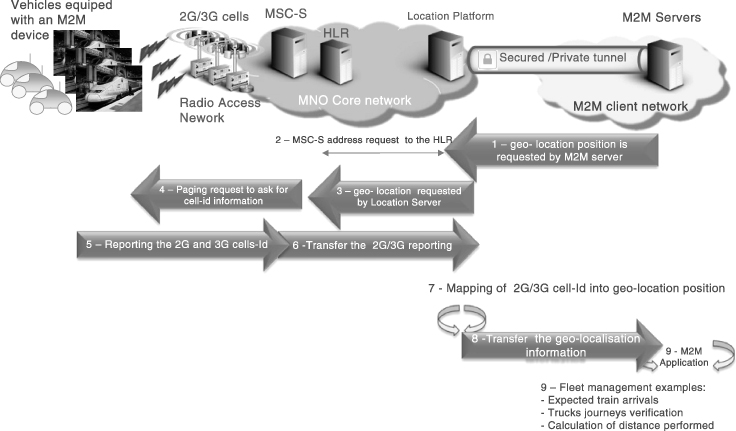 Vehicles equiped
with an M2M
device
2G/3G cells
MSC-S
HLR
Location Platform
M2M Servers
Secured /Private tunnel
Radio Access
Nework
MNO Core network
M2M client network
2 – MSC-S address request to the HLR
1 – geo- location position is
requested by M2M server
4 – Paging request to ask for
cell-id information
3 – geo- location requested
by Location Server
5 – Reporting the 2G and 3G cells-Id
6 -Transfer the 2G/3G reporting
7 - Mapping of 2G/3G cell-Id into geo-location position
8 -Transfer the geo-localisation
information
9 - M2M
Application
9 – Fleet management examples:
- Expected train arrivals
- Trucks journeys verification
- Calculation of distance performed